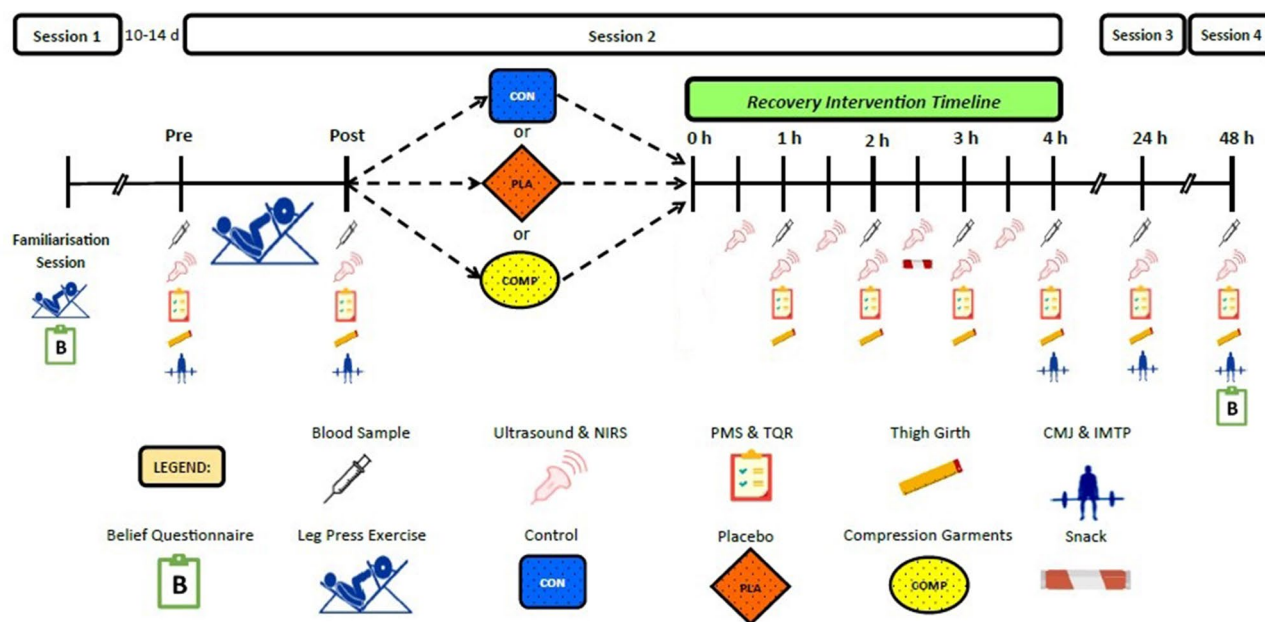 Session 1
10-14 d
Session 2
Session 3
Session 4
CON
Recovery Intervention Timeline
or
Pre
Post
0 h
1 h
2 h
3 h
4 h
24 h
48 h
PLA
or
Familiarisation
Session
COMP
B
B
LEGEND:
Blood Sample
Ultrasound & NIRS
PMS & TQR
Thigh Girth
CMJ & IMTP
Belief Questionnaire
Leg Press Exercise
Control
Placebo
Compression Garments
Snack
B
CON
PLA
COMP